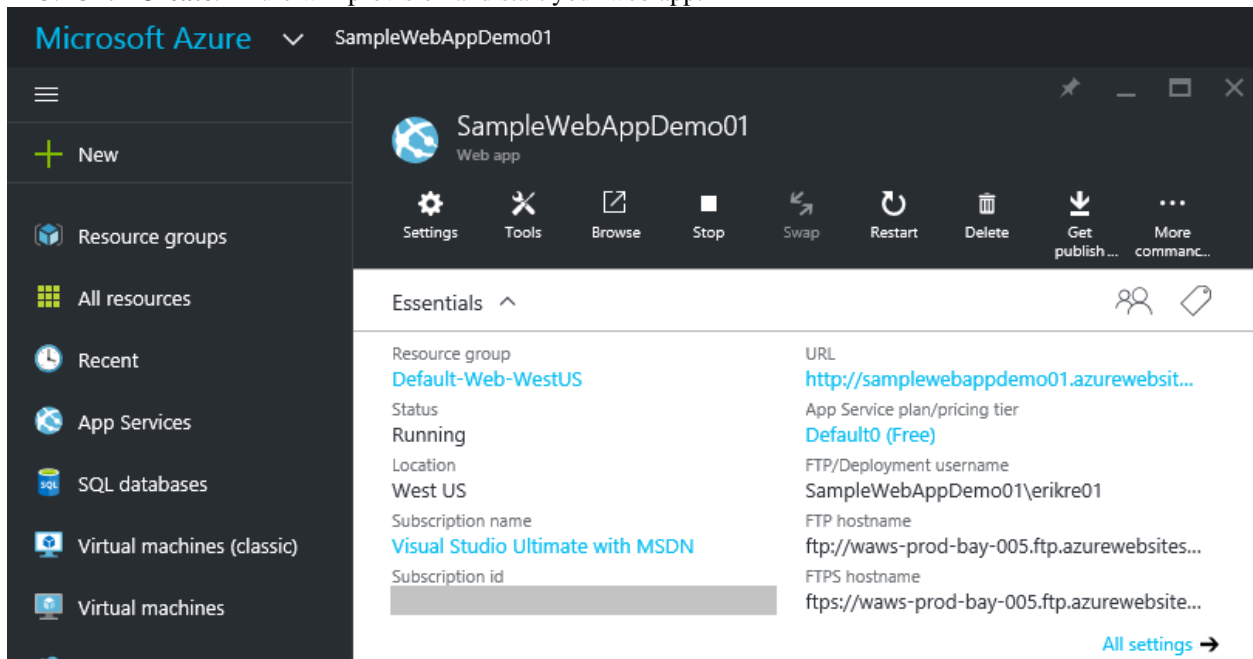 Microsoft Azure SampleWebAppDemo01
New
Resource groups
All resources
Recent
App Services
SQL databases
Virtual machines (classic)
Virtual machines
SampleWebAppDemo01
Web app
Settings
Tools
Browse
Stop
Swap
Restart
Delete
Get
publish ...
More
commanc...
Essentials
Resource group
Default-Web-WestUS
Status
Running
Location
West US
Subscription name
Visual Studio Ultimate with MSDN
Subscription id
URL
http://samplewebappdemo01.azurewebsit...
App Service plan/pricing tier
Default0 (Free)
FTP/Deployment username
SampleWebAppDemo01\erikre01
FTP hostname
ftp://waws-prod-bay-005.ftp.azurewebsites...
FTPS hostname
ftps://waws-prod-bay-005.ftp.azurewebsite...
All settings